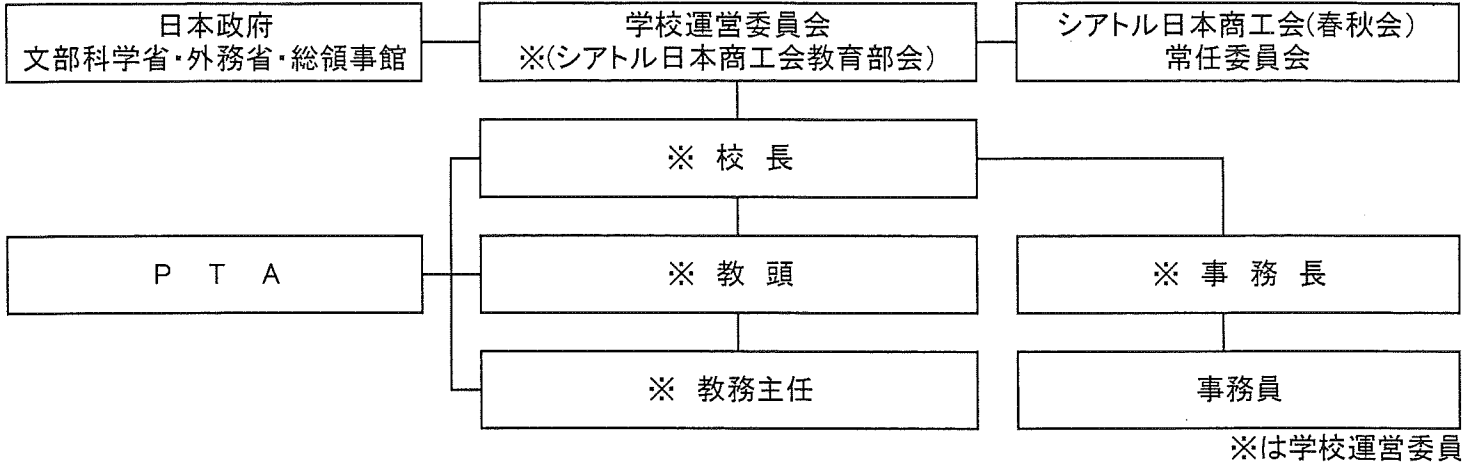 日本政府
文部科学省・外務省・総領事館
学校運営委員会
※(シアトル日本商工会教育部会)
シアトル日本商工会(春秋会)
常任委員会
※ 校 長
P T A
※ 教 頭
※ 事 務 長
※ 教務主任
事務員
※は学校運営委員